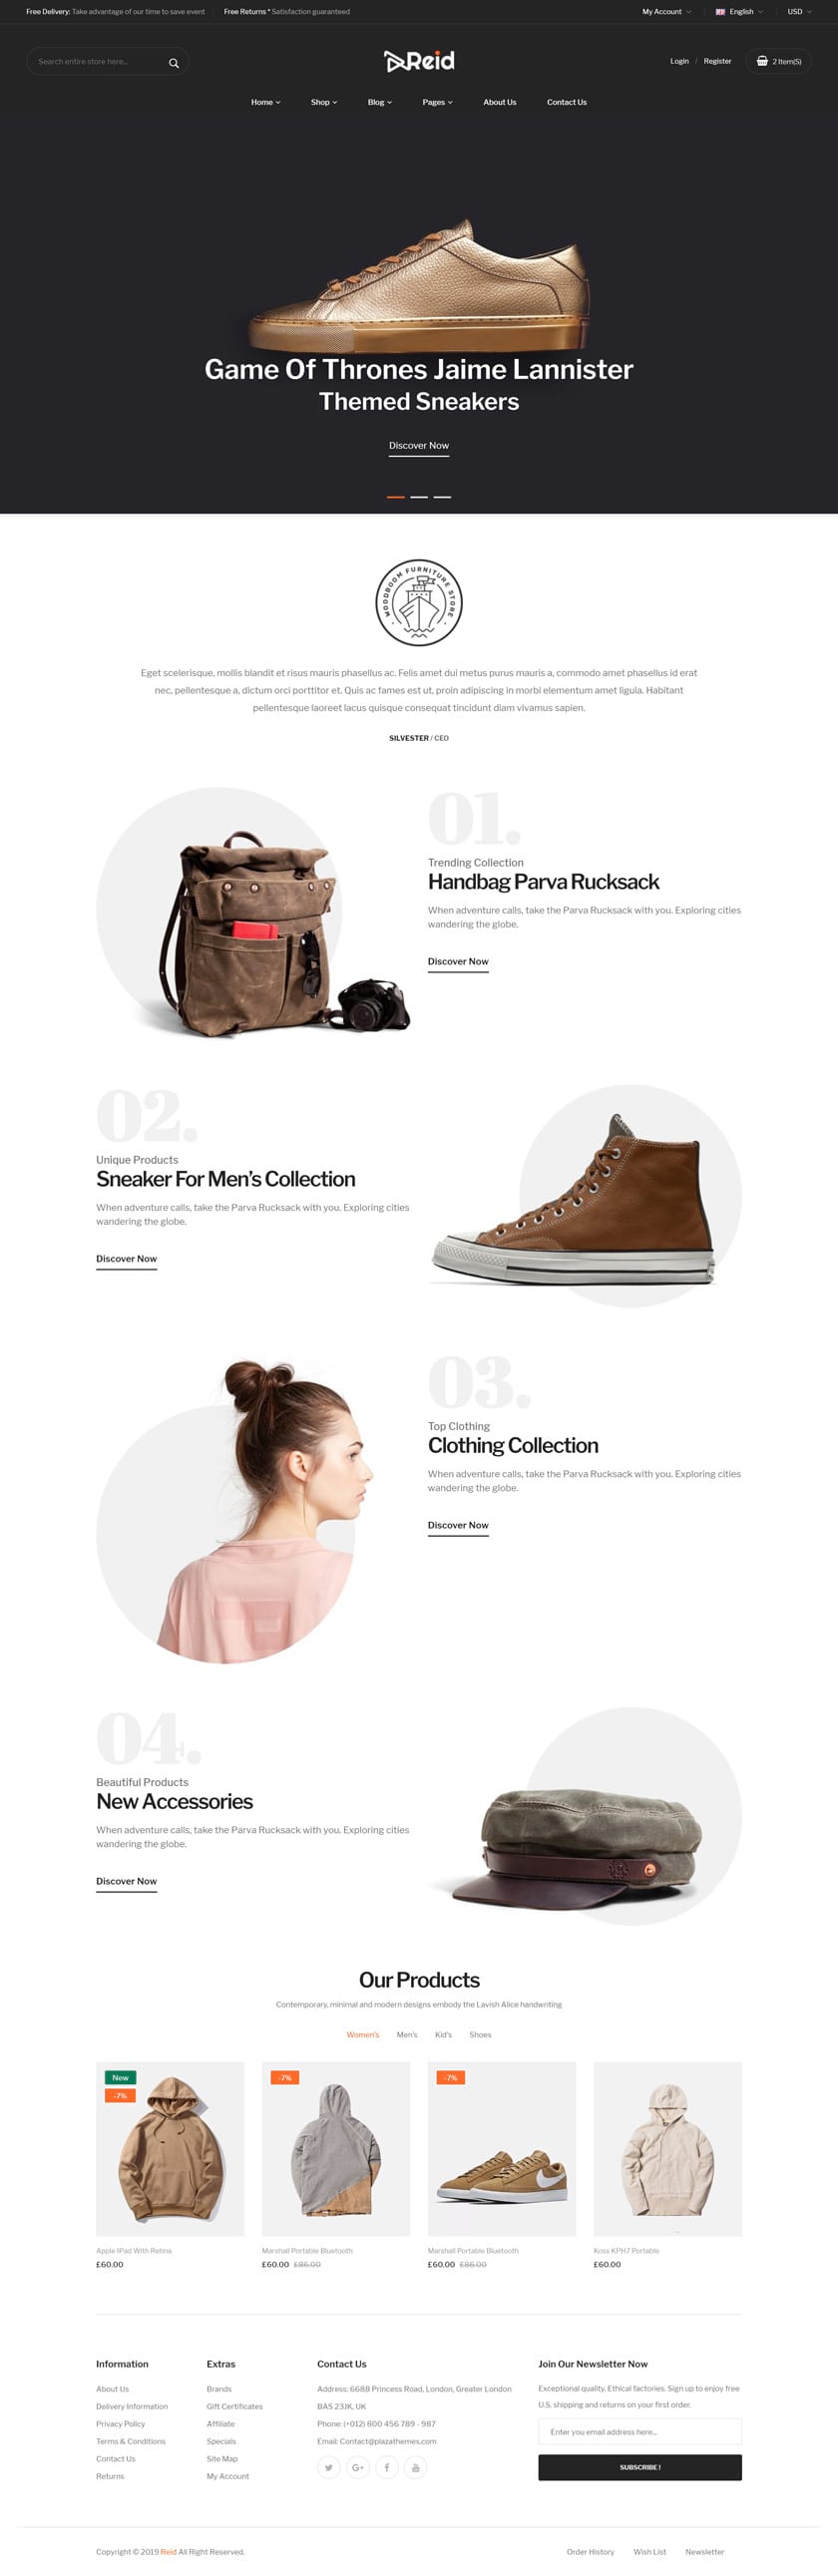 Free Delivery: Take advantage of our time to save event
Free Returns * Satisfaction guaranteed
My Account
English
USD
Search entire store here...
Reid
Login / Register
2 Item(S)
Home
Shop
Blog
Pages
About Us
Contact Us
Game Of Thrones Jaime Lannister
Themed Sneakers
Discover Now
MOODBOOM FURNITURE STORE
Eget scelerisque, mollis blandit et risus mauris phasellus ac. Felis amet dui metus purus mauris a, commodo amet phasellus id erat
nec, pellentesque a, dictum orci porttitor et. Quis ac fames est ut, proin adipiscing in morbi elementum amet ligula. Habitant
pellentesque laoreet lacus quisque consequat tincidunt diam vivamus sapien.
SILVESTER / CEO
01.
Trending Collection
Handbag Parva Rucksack
When adventure calls, take the Parva Rucksack with you. Exploring cities
wandering the globe.
Discover Now
02.
Unique Products
Sneaker For Men's Collection
When adventure calls, take the Parva Rucksack with you. Exploring cities
wandering the globe.
Discover Now
03.
Top Clothing
Clothing Collection
When adventure calls, take the Parva Rucksack with you. Exploring cities
wandering the globe.
Discover Now
04.
Beautiful Products
New Accessories
When adventure calls, take the Parva Rucksack with you. Exploring cities
wandering the globe.
Discover Now
Our Products
Contemporary, minimal and modern designs embody the Lavish Alice handwriting
Women's
Men's
Kid's
Shoes
New
-7%
-7%
-7%
Apple IPad With Retina
£60.00
Marshall Portable Bluetooth
£60.00 £86.00
Marshall Portable Bluetooth
£60.00 £86.00
Koss KPH7 Portable
£60.00
Information
About Us
Delivery Information
Privacy Policy
Terms & Conditions
Contact Us
Returns
Extras
Brands
Gift Certificates
Affiliate
Specials
Site Map
My Account
Contact Us
Address: 6688 Princess Road, London, Greater London
BAS 23JK, UK
Phone: (+012) 800 456 789 - 987
Email: Contact@plazathemes.com
Join Our Newsletter Now
Exceptional quality. Ethical factories. Sign up to enjoy free
U.S. shipping and returns on your first order.
Enter you email address here...
SUBSCRIBE !
Copyright © 2019 Reid All Right Reserved.
Order History
Wish List
Newsletter